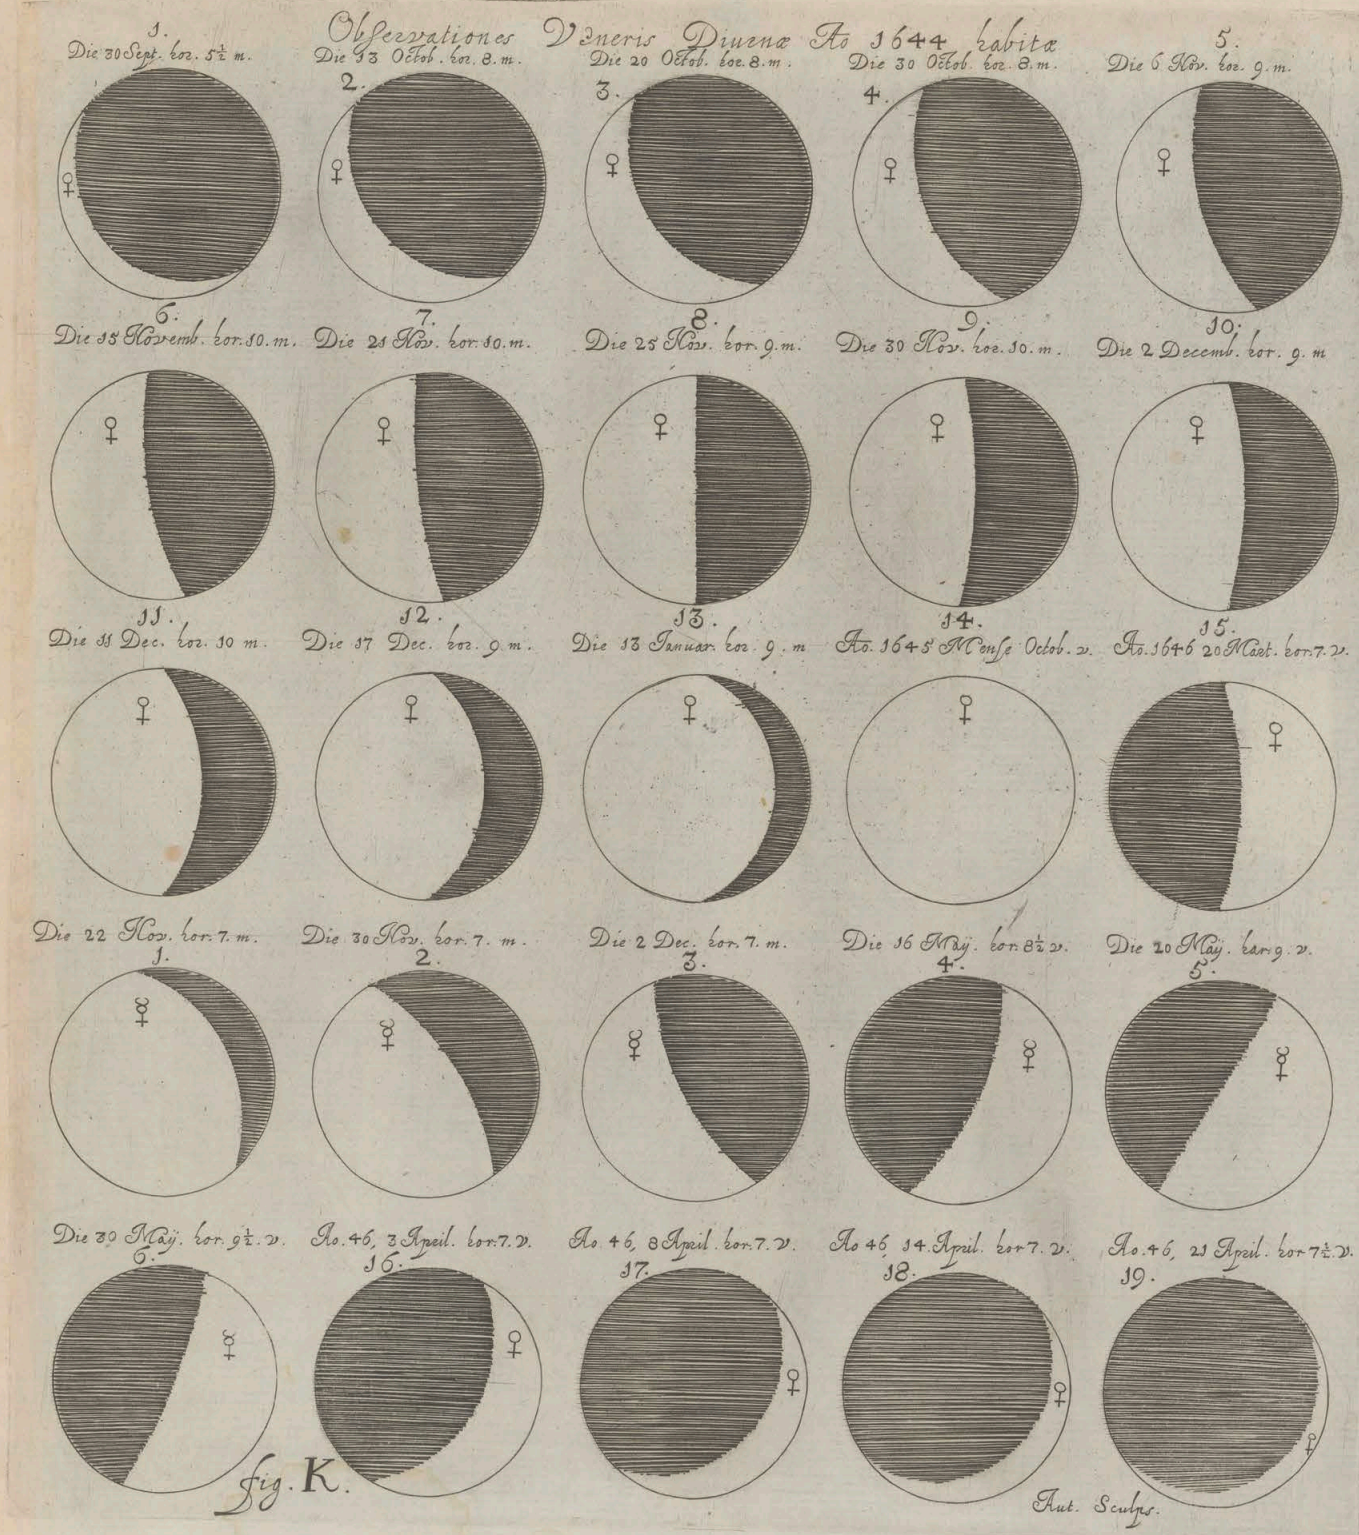 Observationes Veneris Diurnæ Ao 1644 habitæ
1.
Die 30 Sept. hor. 5½ m.
Die 13 Octob. hor. 8. m.
2.
Die 20 Octob. hor. 8. m.
3.
Die 30 Octob. hor. 8. m.
4.
5.
Die 6 Nov. hor. 9. m.
♀ ♀ ♀ ♀ ♀
6.
Die 15 Novemb. hor. 10. m.
7.
Die 21 Nov. hor. 10. m.
8.
Die 25 Nov. hor. 9. m.
9.
Die 30 Nov. hor. 10. m.
10.
Die 2 Decemb. hor. 9. m
♀ ♀ ♀ ♀ ♀
11.
Die 11 Dec. hor. 10 m.
12.
Die 17 Dec. hor. 9 m.
13.
Die 13 Januar. hor. 9. m
14.
Ao. 1645 Mense Octob. v.
15.
Ao. 1646 20 Mart. hor. 7. v.
♀ ♀ ♀ ♀ ♀
Die 22 Nov. hor. 7. m.
1.
Die 30 Nov. hor. 7. m.
2.
Die 2 Dec. hor. 7. m.
3.
Die 16 Maÿ. hor. 8½ v.
4.
Die 20 Maÿ. hor. 9. v.
5.
☿ ☿ ☿ ☿ ☿
Die 30 Maÿ. hor. 9½. v.
6.
Ao. 46, 3 April. hor. 7. v.
16.
Ao. 46, 8 April. hor. 7. v.
17.
Ao 46, 14. April. hor 7. v.
18.
Ao. 46, 21 April. hor 7½. v.
19.
☿ ♀ ♀ ♀ ♀
fig. K.
Aut. Sculps.